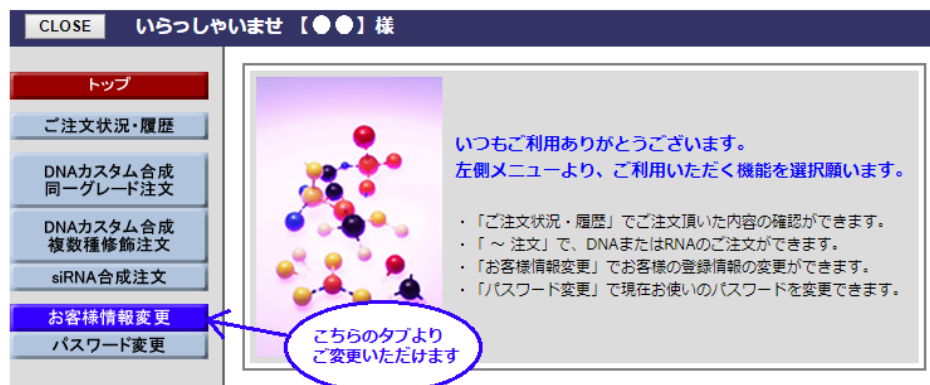 CLOSE いらっしゃいませ 【●●】様
トップ
ご注文状況・履歴
DNAカスタム合成
同一グレード注文
DNAカスタム合成
複数種修飾注文
siRNA合成注文
お客様情報変更
パスワード変更
いつもご利用ありがとうございます。
左側メニューより、ご利用いただく機能を選択願います。
・「ご注文状況・履歴」でご注文頂いた内容の確認ができます。
・「 ～ 注文」で、DNAまたはRNAのご注文ができます。
・「お客様情報変更」でお客様の登録情報の変更ができます。
・「パスワード変更」で現在お使いのパスワードを変更できます。
こちらのタブより
ご変更いただけます